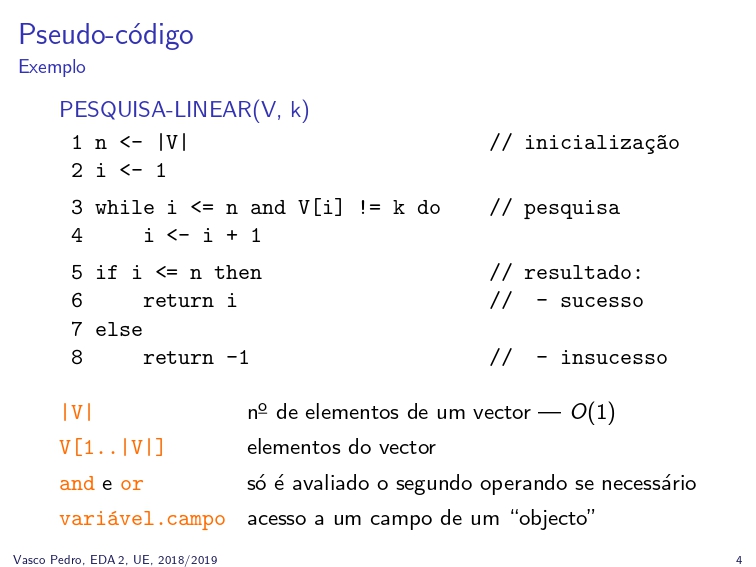 Pseudo-código
Exemplo
PESQUISA-LINEAR(V, k)
1 n <- |V| // inicialização
2 i <- 1
3 while i <= n and V[i] != k do // pesquisa
4 i <- i + 1
5 if i <= n then // resultado:
6 return i // - sucesso
7 else
8 return -1 // - insucesso
|V| nº de elementos de um vector — O(1)
V[1..|V|] elementos do vector
and e or só é avaliado o segundo operando se necessário
variável.campo acesso a um campo de um “objecto”
Vasco Pedro, EDA 2, UE, 2018/2019 4